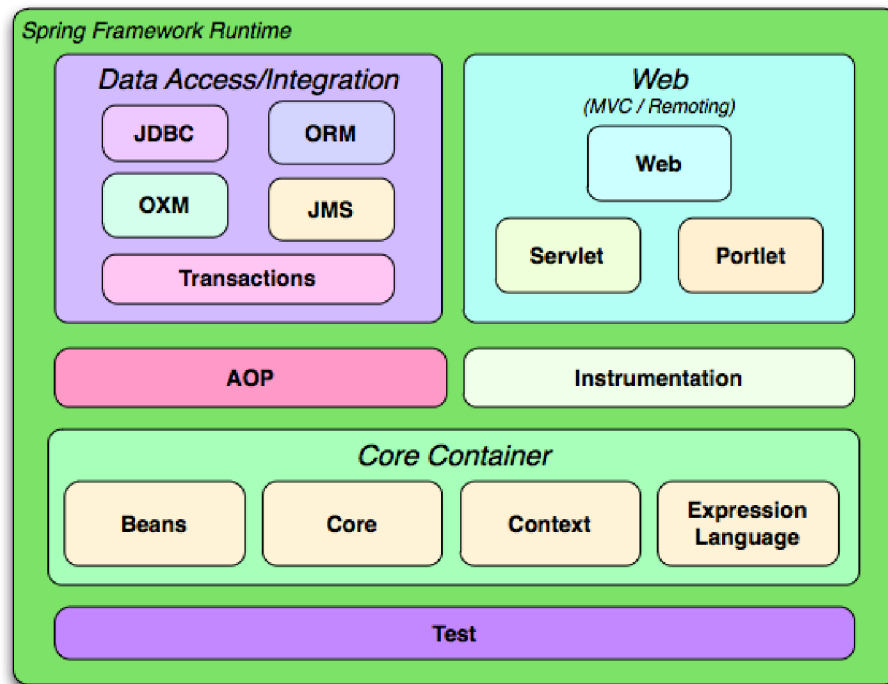 Spring Framework Runtime
Data Access/Integration
JDBC
ORM
OXM
JMS
Transactions
Web
(MVC / Remoting)
Web
Servlet
Portlet
AOP
Instrumentation
Core Container
Beans
Core
Context
Expression
Language
Test